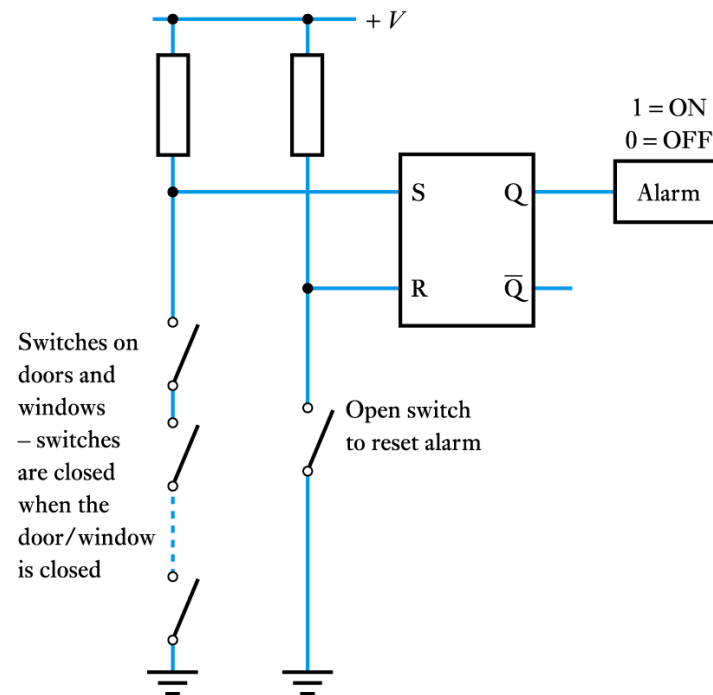 + V
1 = ON
0 = OFF
S
Q
Alarm
R
Q̅
Switches on
doors and
windows
– switches
are closed
when the
door/window
is closed
Open switch
to reset alarm